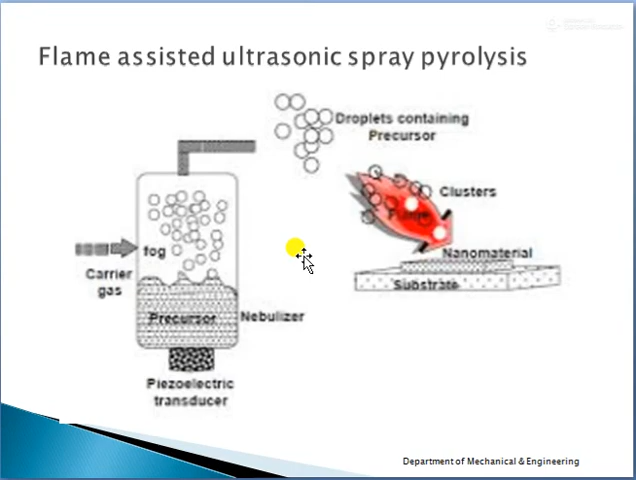 Flame assisted ultrasonic spray pyrolysis
Droplets containing
Precursor
Clusters
Flame
Nanomaterial
Substrate
fog
Carrier
gas
Precursor
Nebulizer
Piezoelectric
transducer
Department of Mechanical & Engineering